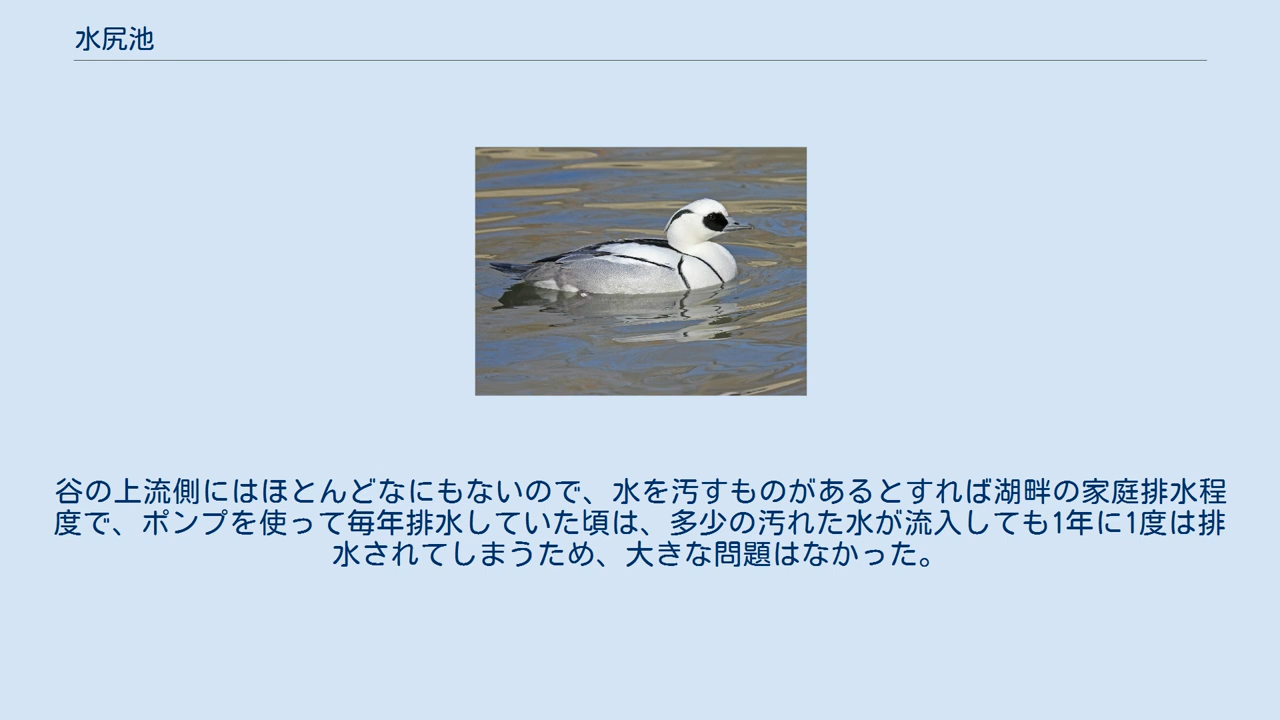 水尻池
谷の上流側にはほとんどなにもないので、水を汚すものがあるとすれば湖畔の家庭排水程
度で、ポンプを使って毎年排水していた頃は、多少の汚れた水が流入しても1年に1度は排
水されてしまうため、大きな問題はなかった。